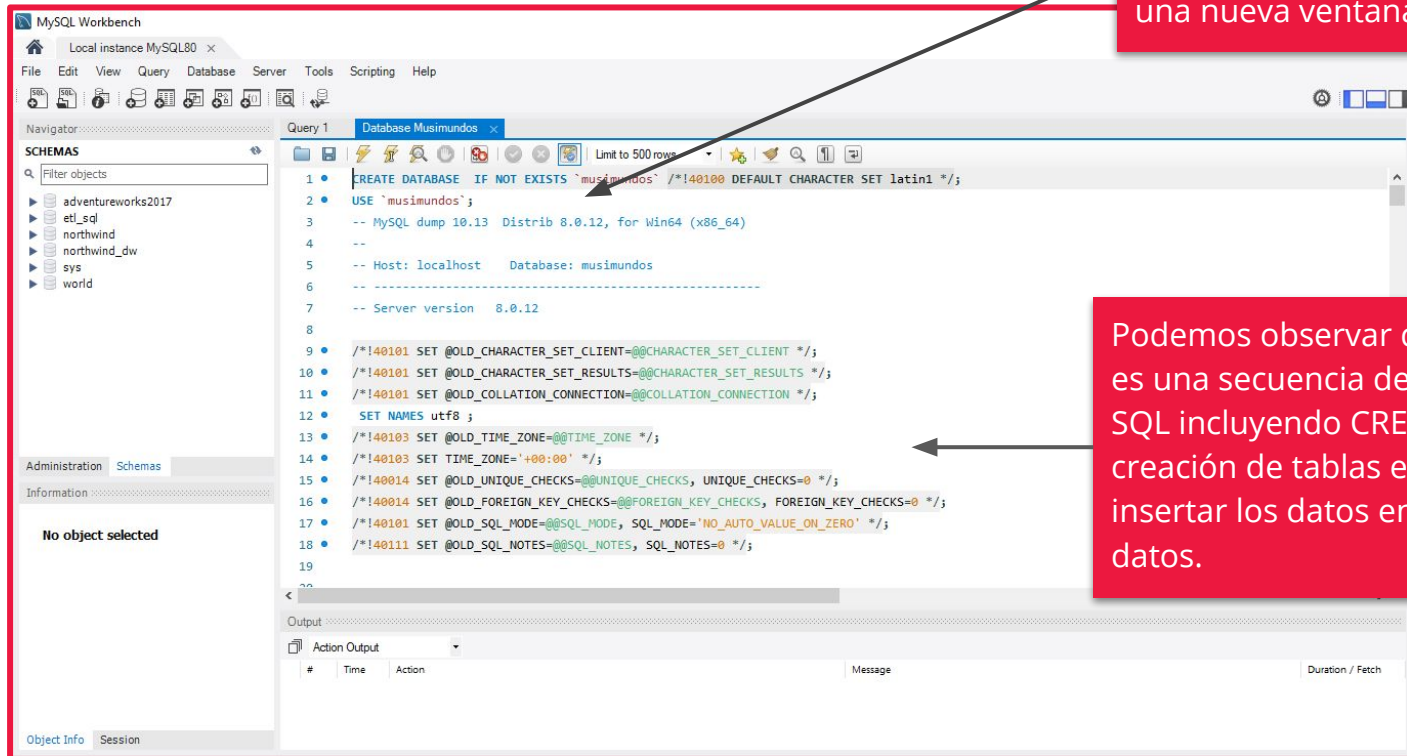 MySQL Workbench
una nueva ventana
Local instance MySQL80 ×
File Edit View Query Database Server Tools Scripting Help
Navigator
Query 1 Database Musimundos ×
SCHEMAS
Limit to 500 rows
Filter objects
adventureworks2017
etl_sql
northwind
northwind_dw
sys
world
1 CREATE DATABASE IF NOT EXISTS `musimundos` /*!40100 DEFAULT CHARACTER SET latin1 */;
2 USE `musimundos`;
3 -- MySQL dump 10.13 Distrib 8.0.12, for Win64 (x86_64)
4 --
5 -- Host: localhost Database: musimundos
6 -- ------------------------------------------------------
7 -- Server version 8.0.12
8
9 /*!40101 SET @OLD_CHARACTER_SET_CLIENT=@@CHARACTER_SET_CLIENT */;
10 /*!40101 SET @OLD_CHARACTER_SET_RESULTS=@@CHARACTER_SET_RESULTS */;
11 /*!40101 SET @OLD_COLLATION_CONNECTION=@@COLLATION_CONNECTION */;
12 SET NAMES utf8 ;
13 /*!40103 SET @OLD_TIME_ZONE=@@TIME_ZONE */;
14 /*!40103 SET TIME_ZONE='+00:00' */;
15 /*!40014 SET @OLD_UNIQUE_CHECKS=@@UNIQUE_CHECKS, UNIQUE_CHECKS=0 */;
16 /*!40014 SET @OLD_FOREIGN_KEY_CHECKS=@@FOREIGN_KEY_CHECKS, FOREIGN_KEY_CHECKS=0 */;
17 /*!40101 SET @OLD_SQL_MODE=@@SQL_MODE, SQL_MODE='NO_AUTO_VALUE_ON_ZERO' */;
18 /*!40111 SET @OLD_SQL_NOTES=@@SQL_NOTES, SQL_NOTES=0 */;
19
Podemos observar
es una secuencia de
SQL incluyendo CRE
creación de tablas e
insertar los datos en
datos.
Administration Schemas
Information
No object selected
Output
Action Output
# Time Action Message Duration / Fetch
Object Info Session